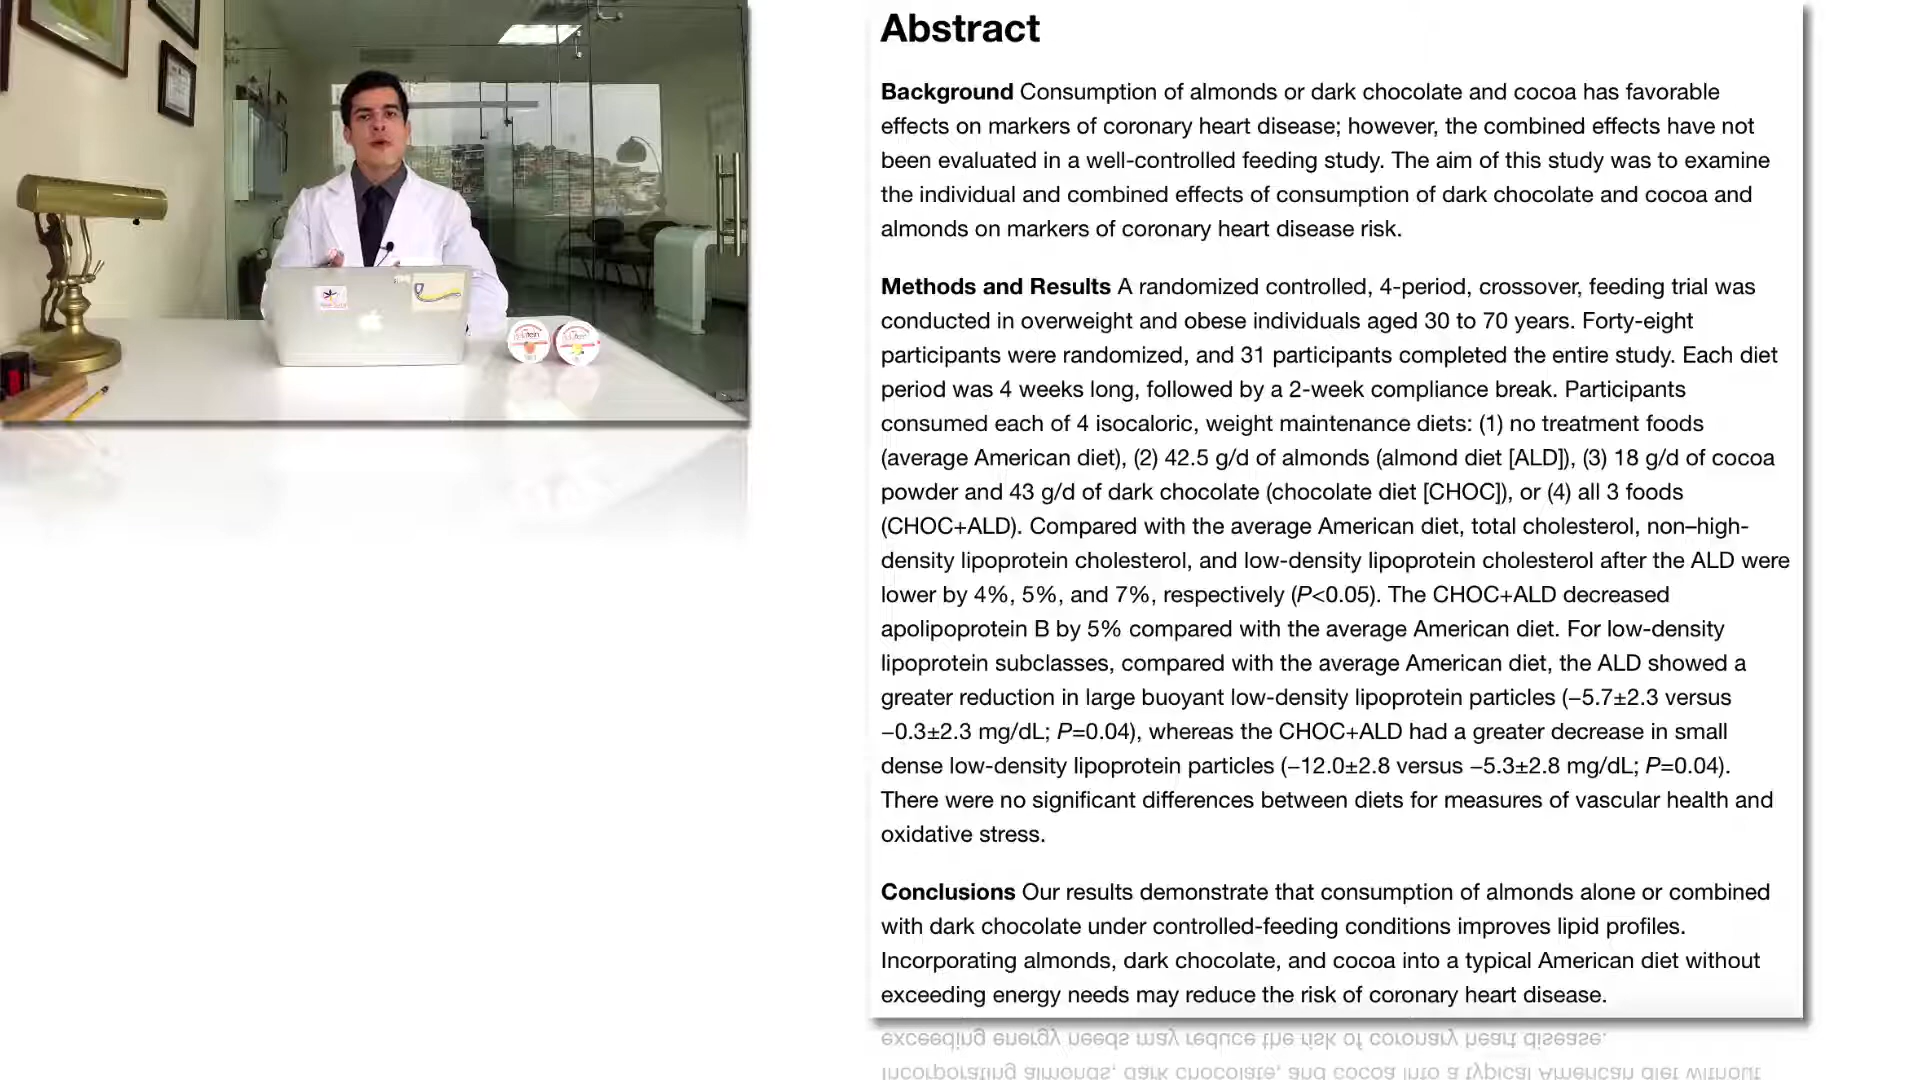 Abstract
Background Consumption of almonds or dark chocolate and cocoa has favorable
effects on markers of coronary heart disease; however, the combined effects have not
been evaluated in a well-controlled feeding study. The aim of this study was to examine
the individual and combined effects of consumption of dark chocolate and cocoa and
almonds on markers of coronary heart disease risk.
Methods and Results A randomized controlled, 4-period, crossover, feeding trial was
conducted in overweight and obese individuals aged 30 to 70 years. Forty-eight
participants were randomized, and 31 participants completed the entire study. Each diet
period was 4 weeks long, followed by a 2-week compliance break. Participants
consumed each of 4 isocaloric, weight maintenance diets: (1) no treatment foods
(average American diet), (2) 42.5 g/d of almonds (almond diet [ALD]), (3) 18 g/d of cocoa
powder and 43 g/d of dark chocolate (chocolate diet [CHOC]), or (4) all 3 foods
(CHOC+ALD). Compared with the average American diet, total cholesterol, non–high-
density lipoprotein cholesterol, and low-density lipoprotein cholesterol after the ALD were
lower by 4%, 5%, and 7%, respectively (P<0.05). The CHOC+ALD decreased
apolipoprotein B by 5% compared with the average American diet. For low-density
lipoprotein subclasses, compared with the average American diet, the ALD showed a
greater reduction in large buoyant low-density lipoprotein particles (−5.7±2.3 versus
−0.3±2.3 mg/dL; P=0.04), whereas the CHOC+ALD had a greater decrease in small
dense low-density lipoprotein particles (−12.0±2.8 versus −5.3±2.8 mg/dL; P=0.04).
There were no significant differences between diets for measures of vascular health and
oxidative stress.
Conclusions Our results demonstrate that consumption of almonds alone or combined
with dark chocolate under controlled-feeding conditions improves lipid profiles.
Incorporating almonds, dark chocolate, and cocoa into a typical American diet without
exceeding energy needs may reduce the risk of coronary heart disease.